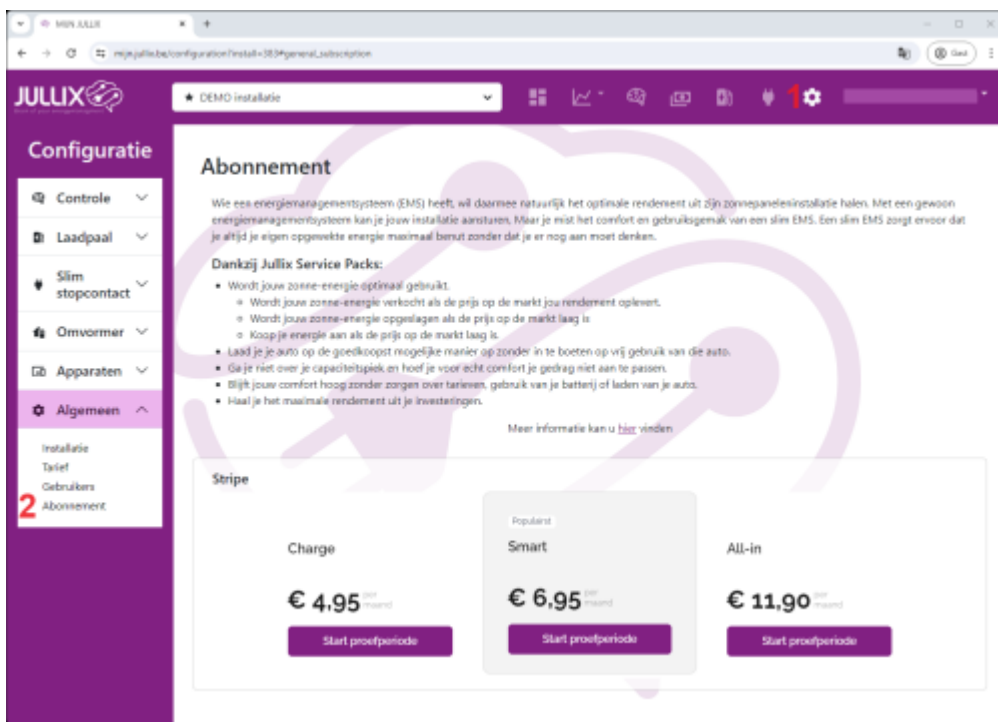 MIJN JULLIX
mijn.jullix.be/configuration?install=383#general_subscription
Gast
JULLIX
★ DEMO installatie
1
Configuratie
Controle
Laadpaal
Slim
stopcontact
Omvormer
Apparaten
Algemeen
Installatie
Tarief
Gebruikers
2 Abonnement
Abonnement
Wie een energiemanagementsysteem (EMS) heeft, wil daarmee natuurlijk het optimale rendement uit zijn zonnepaneleninstallatie halen. Met een gewoon
energiemanagementsysteem kan je jouw installatie aansturen. Maar je mist het comfort en gebruiksgemak van een slim EMS. Een slim EMS zorgt ervoor dat
je altijd je eigen opgewekte energie maximaal benut zonder dat je er nog aan moet denken.
Dankzij Jullix Service Packs:
• Wordt jouw zonne-energie optimaal gebruikt.
Wordt jouw zonne-energie verkocht als de prijs op de markt jou rendement oplevert.
Wordt jouw zonne-energie opgeslagen als de prijs op de markt laag is
Koop je energie aan als de prijs op de markt laag is.
• Laad je je auto op de goedkoopst mogelijke manier op zonder in te boeten op vrij gebruik van die auto.
• Ga je niet over je capaciteitspiek en hoef je voor echt comfort je gedrag niet aan te passen.
• Blijft jouw comfort hoog zonder zorgen over tarieven, gebruik van je batterij of laden van je auto.
• Haal je het maximale rendement uit je investeringen.
Meer informatie kan u hier vinden
Stripe
Charge
€ 4,95 per maand
Start proefperiode
Populairst
Smart
€ 6,95 per maand
Start proefperiode
All-in
€ 11,90 per maand
Start proefperiode